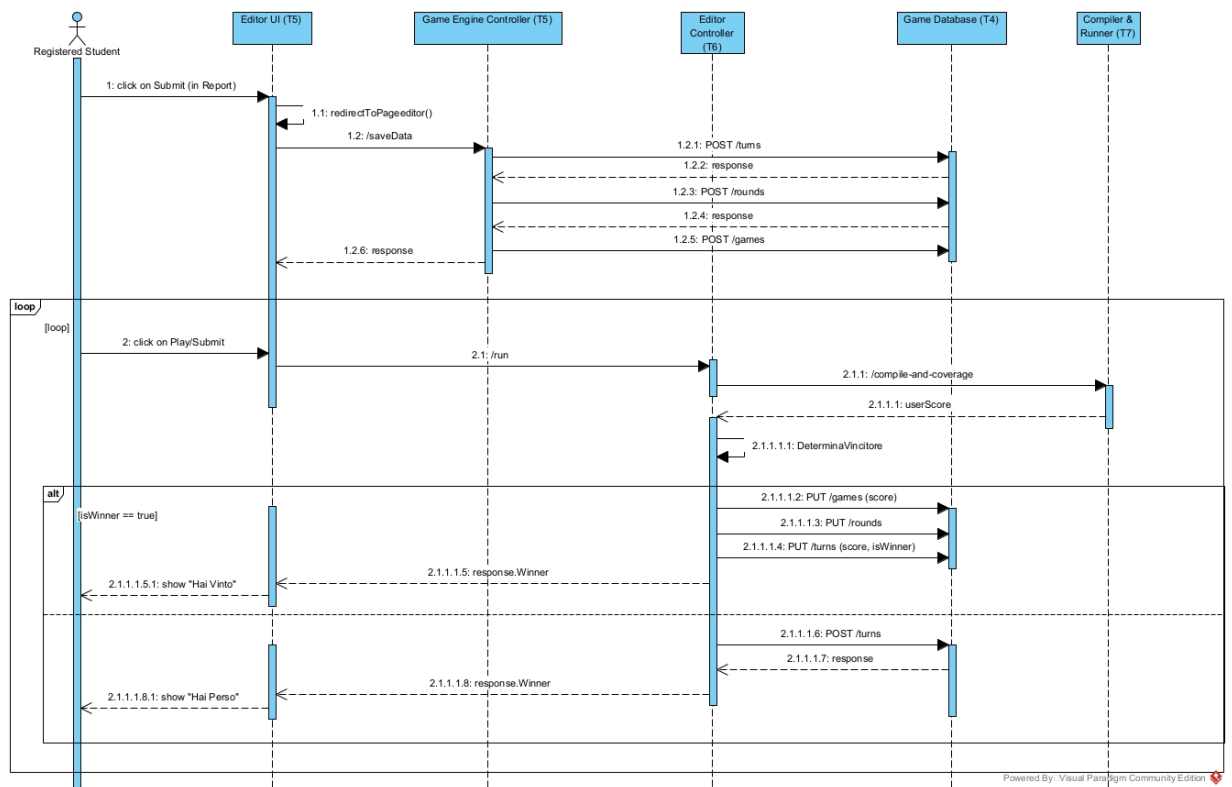 Editor UI (T5)
Game Engine Controller (T5)
Editor
Controller
(T6)
Game Database (T4)
Compiler &
Runner (T7)
Registered Student
1: click on Submit (in Report)
1.1: redirectToPageeditor()
1.2: /saveData
1.2.1: POST /turns
1.2.2: response
1.2.3: POST /rounds
1.2.4: response
1.2.5: POST /games
1.2.6: response
loop
[loop]
2: click on Play/Submit
2.1: /run
2.1.1: /compile-and-coverage
2.1.1.1: userScore
2.1.1.1.1: DeterminaVincitore
alt
[isWinner == true]
2.1.1.1.2: PUT /games (score)
2.1.1.1.3: PUT /rounds
2.1.1.1.4: PUT /turns (score, isWinner)
2.1.1.1.5: response.Winner
2.1.1.1.5.1: show "Hai Vinto"
2.1.1.1.6: POST /turns
2.1.1.1.7: response
2.1.1.1.8: response.Winner
2.1.1.1.8.1: show "Hai Perso"
Powered By Visual Paradigm Community Edition